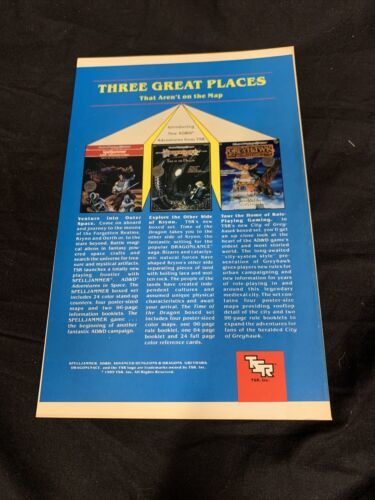 THREE GREAT PLACES
That Aren't on the Map
Introducing
New AD&D®
Adventures from TSR
Venture into Outer
Space. Come on aboard
and journey to the moons
of the Forgotten Realms,
Krynn and Oerth or, to the
stars beyond. Battle magi-
cal aliens in fantasy pow-
ered space crafts and
search the universe for trea-
sure and mystical artifacts.
TSR launches a totally new
playing frontier with
SPELLJAMMER™, AD&D®
Adventures in Space. The
SPELLJAMMER boxed set
includes 24 color stand-up
counters, four poster-sized
maps and two 96-page
information booklets. The
SPELLJAMMER game . . .
the beginning of another
fantastic AD&D campaign.
Explore the Other Side
of Krynn. TSR's new
boxed set, Time of the
Dragon takes you to the
other side of Krynn; the
fantastic setting for the
popular DRAGONLANCE®
saga. Bizarre and cataclys-
mic natural forces have
shaped Krynn's other side
separating pieces of land
with boiling lava and mol-
ten rock. The people of the
lands have created inde-
pendent cultures and
assumed unique physical
characteristics and await
your arrival. The Time of
the Dragon boxed set
includes four poster-sized
color maps, one 96-page
rule booklet, one 64-page
booklet and 24 full page
color reference cards.
Tour the Home of Role-
Playing Gaming. In
TSR's new City of Grey
hawk boxed set, you'll get
an up close look at the
heart of the AD&D game's
oldest and most storied
world. This long-awaited
"city-system style" pre-
sentation of Greyhawk
gives players new rules for
urban campaigning and
new information for years
of role-playing in and
around this legendary
medieval city. The set con-
tains four poster-size
maps providing rooftop
detail of the city and two
96-page rule booklets to
expand the adventures for
fans of the heralded City
of Greyhawk.
SPELLJAMMER, AD&D, ADVANCED DUNGEONS & DRAGONS, GREYHAWK,
DRAGONLANCE, and the TSR logo are trademarks owned by TSR, Inc.
© 1989 TSR, Inc. All Rights Reserved.
TSR
TSR, Inc.